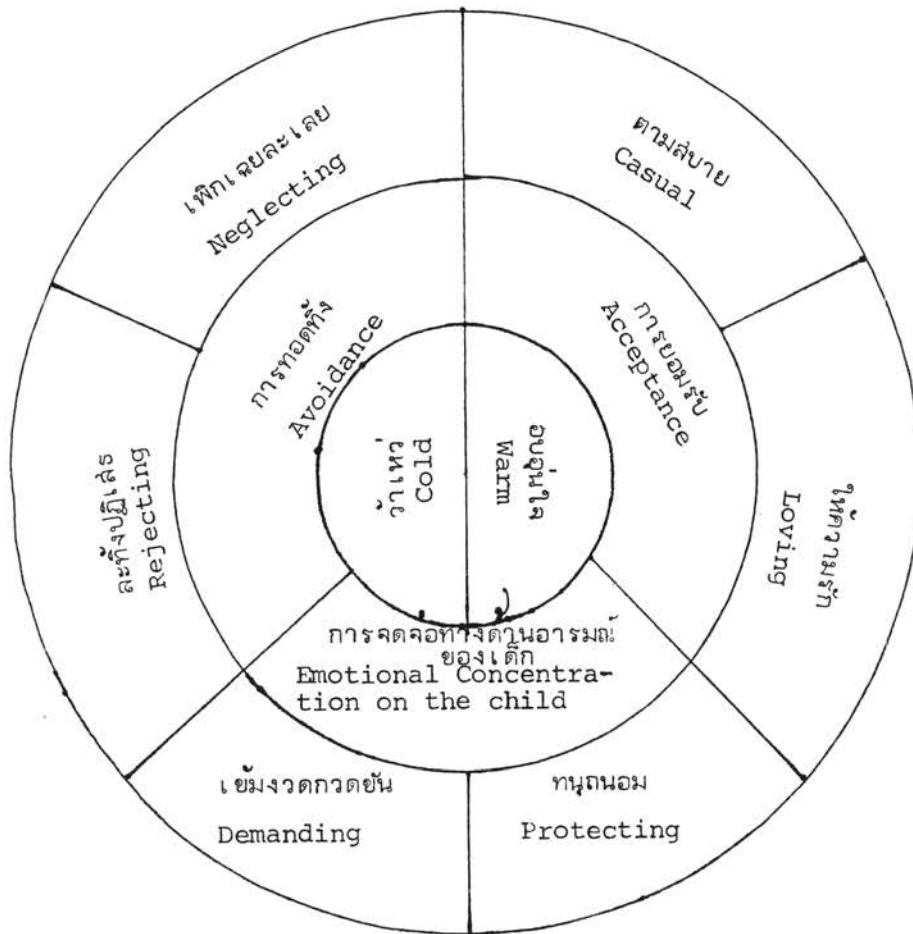 เพิกเฉยละเลย
Neglecting
ตามสบาย
Casual
การทอดทิ้ง
Avoidance
การยอมรับ
Acceptance
ว้าเหว่
Cold
อบอุ่นใจ
Warm
ละทิ้งปฏิเสธ
Rejecting
ให้ความรัก
Loving
การจดจ่อทางด้านอารมณ์
ของเด็ก
Emotional Concentra-
tion on the child
เข้มงวดกวดขัน
Demanding
ทนุถนอม
Protecting